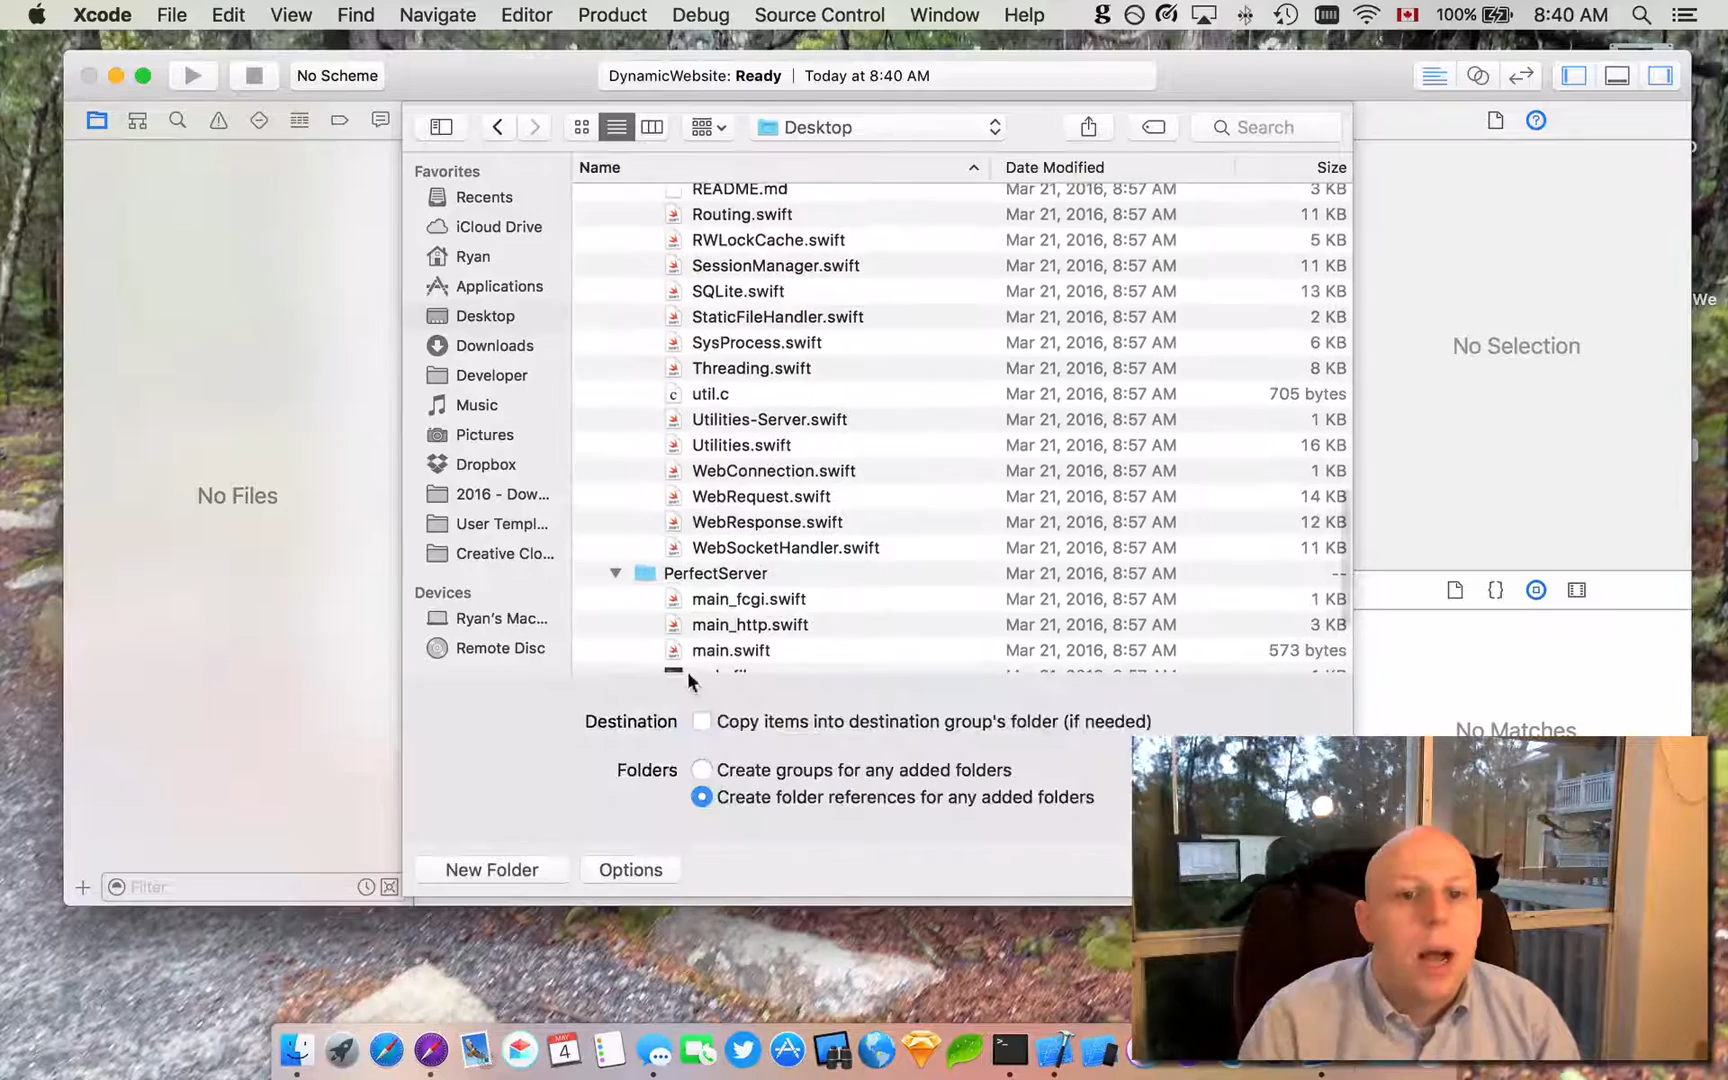 Xcode File Edit View Find Navigate Editor Product Debug Source Control Window Help 100% 8:40 AM
No Scheme DynamicWebsite: Ready | Today at 8:40 AM
Desktop Search
Favorites Name Date Modified Size
README.md Mar 21, 2016, 8:57 AM 3 KB
Recents Routing.swift Mar 21, 2016, 8:57 AM 11 KB
iCloud Drive RWLockCache.swift Mar 21, 2016, 8:57 AM 5 KB
Ryan SessionManager.swift Mar 21, 2016, 8:57 AM 11 KB
Applications SQLite.swift Mar 21, 2016, 8:57 AM 13 KB
Desktop StaticFileHandler.swift Mar 21, 2016, 8:57 AM 2 KB
Downloads SysProcess.swift Mar 21, 2016, 8:57 AM 6 KB
Developer Threading.swift Mar 21, 2016, 8:57 AM 8 KB
Music util.c Mar 21, 2016, 8:57 AM 705 bytes
Pictures Utilities-Server.swift Mar 21, 2016, 8:57 AM 1 KB
Utilities.swift Mar 21, 2016, 8:57 AM 16 KB
Dropbox WebConnection.swift Mar 21, 2016, 8:57 AM 1 KB
2016 - Dow... WebRequest.swift Mar 21, 2016, 8:57 AM 14 KB
User Templ... WebResponse.swift Mar 21, 2016, 8:57 AM 12 KB
Creative Clo... WebSocketHandler.swift Mar 21, 2016, 8:57 AM 11 KB
Devices PerfectServer Mar 21, 2016, 8:57 AM --
main_fcgi.swift Mar 21, 2016, 8:57 AM 1 KB
Ryan's Mac... main_http.swift Mar 21, 2016, 8:57 AM 3 KB
Remote Disc main.swift Mar 21, 2016, 8:57 AM 573 bytes
No Files
No Selection
We
No Matches
Destination Copy items into destination group's folder (if needed)
Folders Create groups for any added folders
Create folder references for any added folders
New Folder Options
Filter
MAY
4